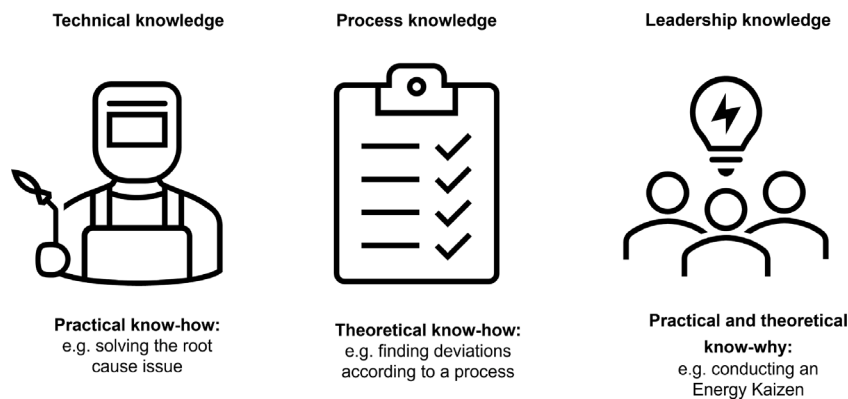 Technical knowledge
Process knowledge
Leadership knowledge
Practical know-how:
e.g. solving the root
cause issue
Theoretical know-how:
e.g. finding deviations
according to a process
Practical and theoretical
know-why:
e.g. conducting an
Energy Kaizen